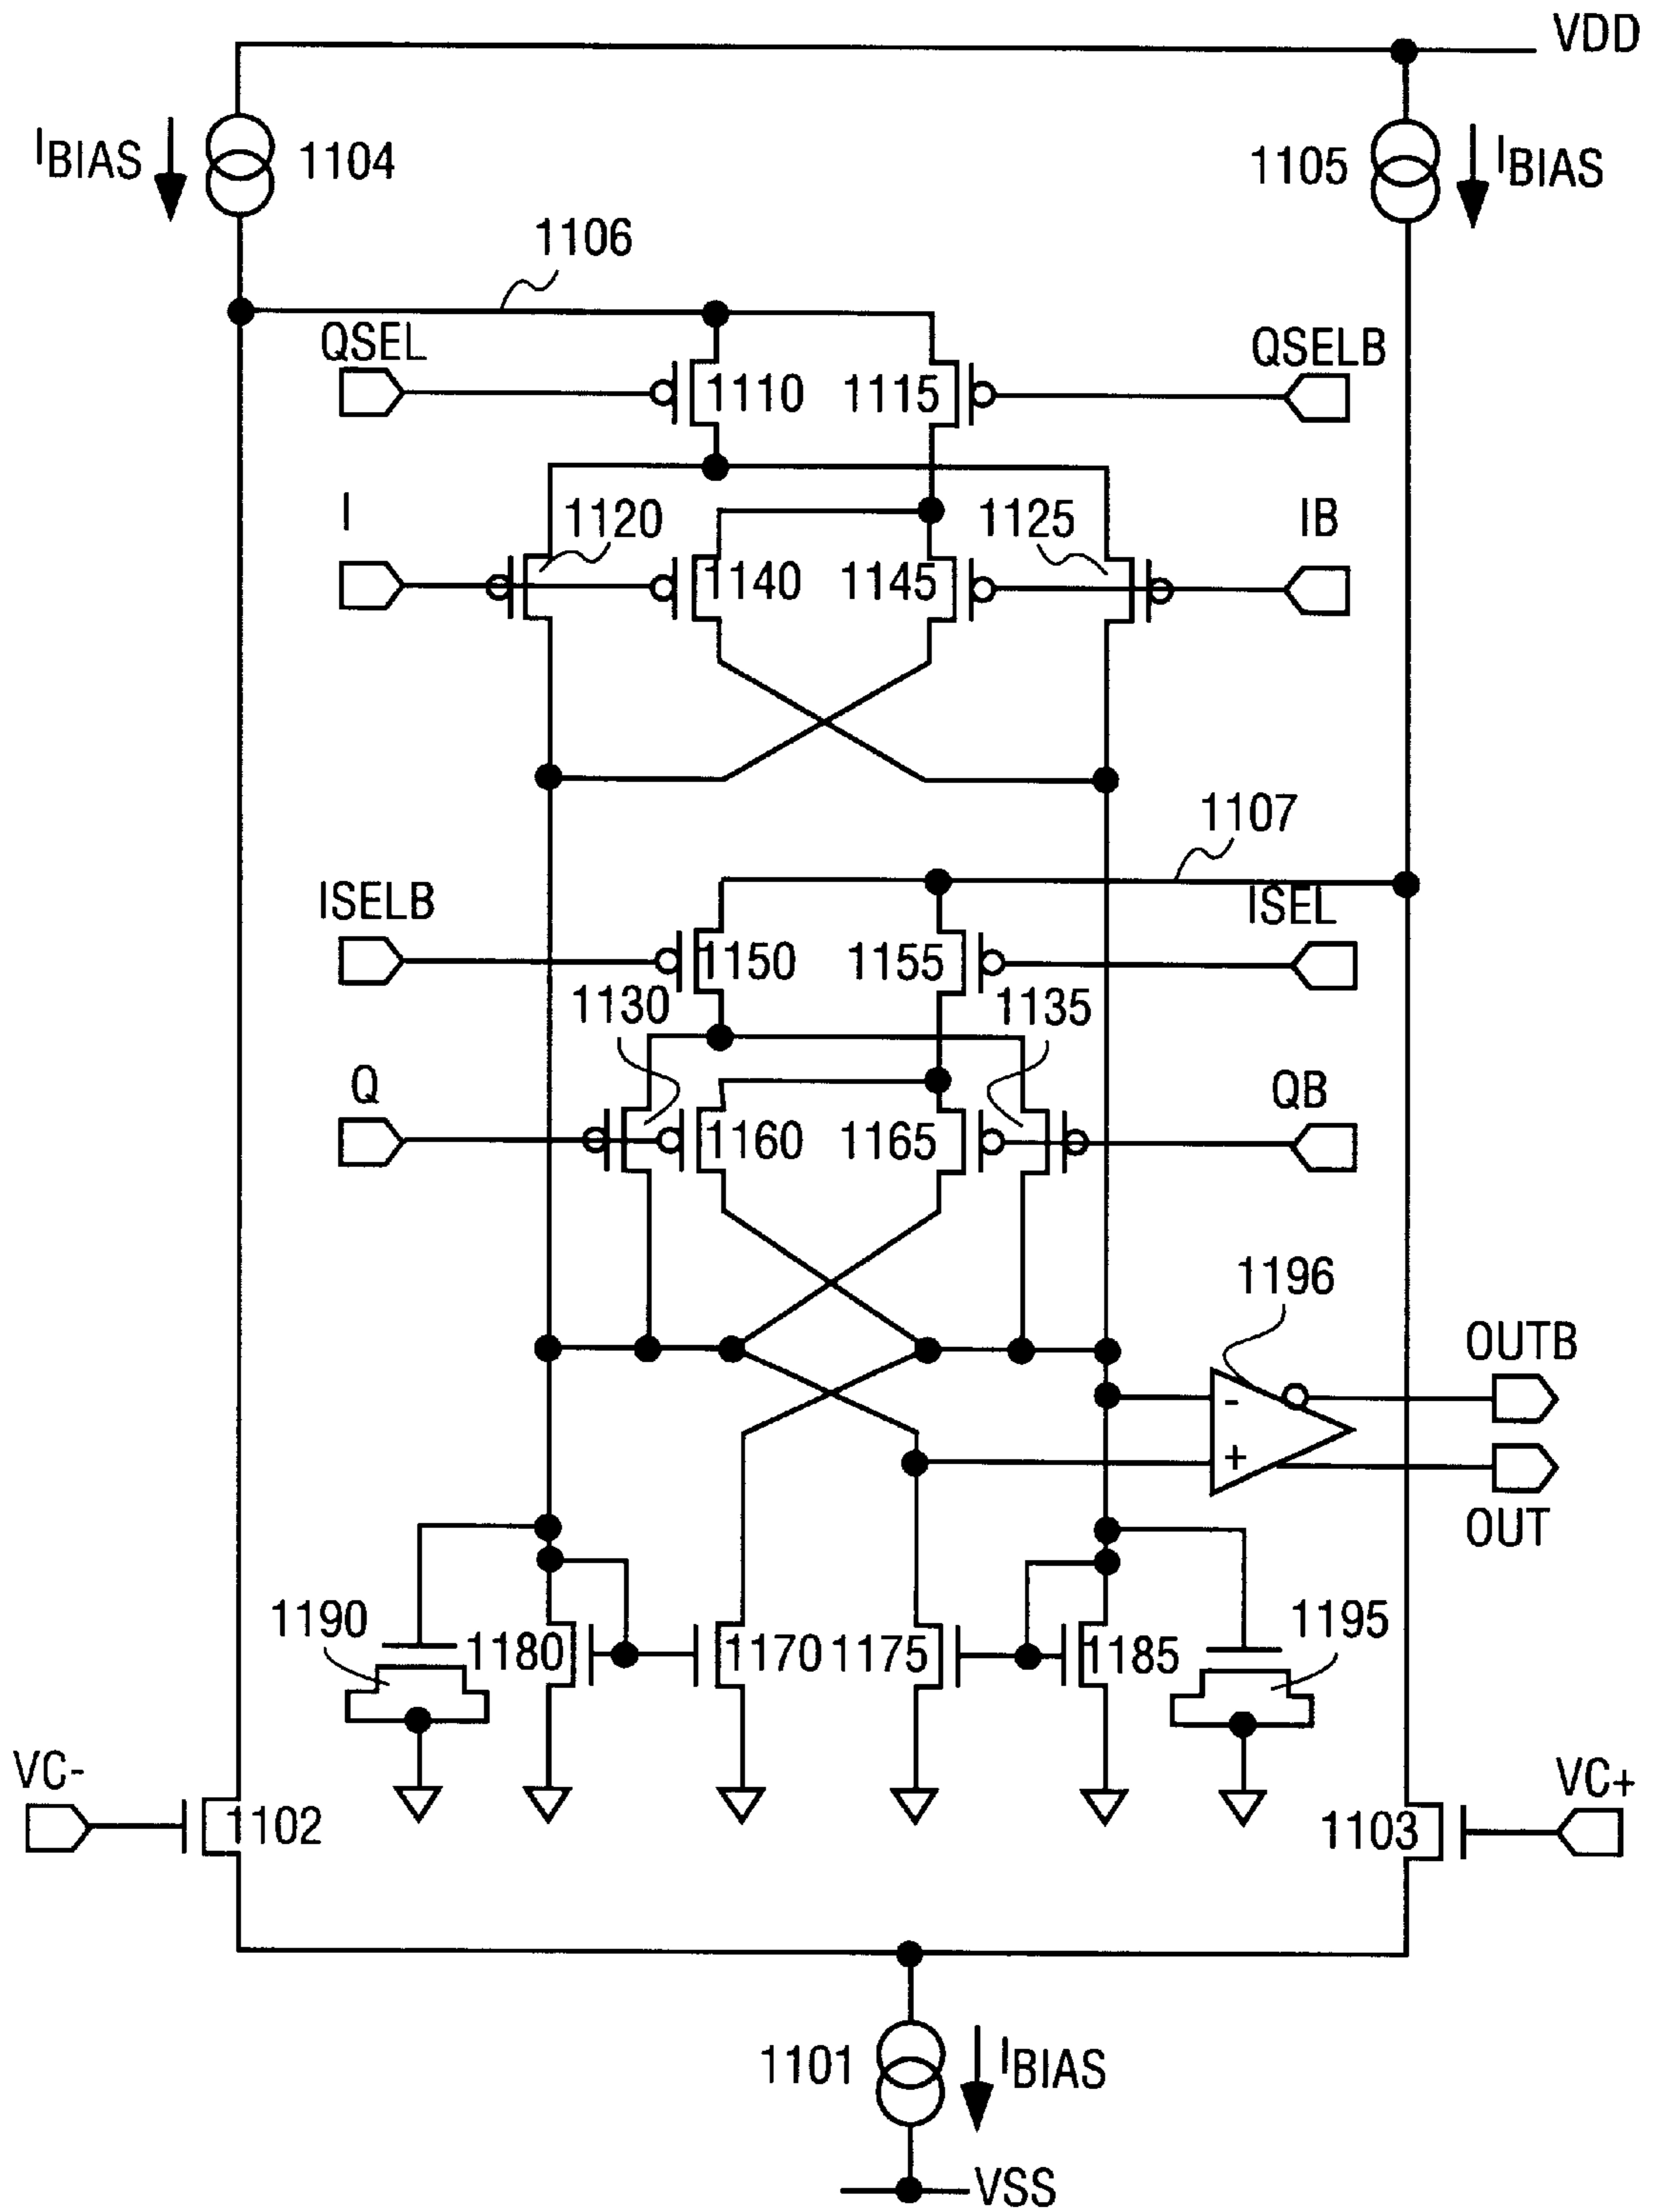 VDD
IBIAS
1104
1105
IBIAS
1106
QSEL
QSELB
1110
1115
I
1120
1125
IB
1140
1145
1107
ISELB
ISEL
1150
1155
1130
1135
Q
QB
1160
1165
1196
OUTB
-
+
OUT
1190
1180
1170
1175
1185
1195
VC-
1102
1103
VC+
1101
IBIAS
VSS